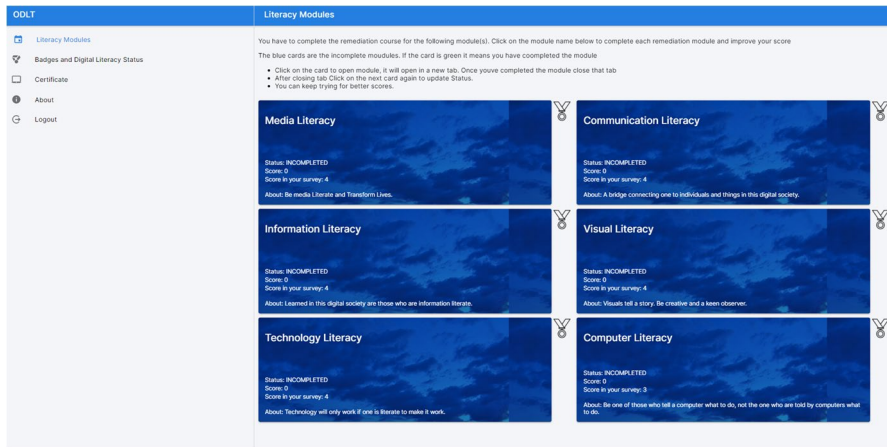 ODLT
Literacy Modules
Literacy Modules
Badges and Digital Literacy Status
Certificate
About
Logout
You have to complete the remediation course for the following module(s). Click on the module name below to complete each remediation module and improve your score
The blue cards are the incomplete moudules. If the card is green it means you have coompleted the module
Click on the card to open module, it will open in a new tab. Once youve completed the module close that tab
After closing tab Click on the next card again to update Status.
You can keep trying for better scores.
Media Literacy
Status: INCOMPLETED
Score: 0
Score in your survey: 4
About: Be media Literate and Transform Lives.
Communication Literacy
Status: INCOMPLETED
Score: 0
Score in your survey: 4
About: A bridge connecting one to individuals and things in this digital society.
Information Literacy
Status: INCOMPLETED
Score: 0
Score in your survey: 4
About: Learned in this digital society are those who are information literate.
Visual Literacy
Status: INCOMPLETED
Score: 0
Score in your survey: 4
About: Visuals tell a story. Be creative and a keen observer.
Technology Literacy
Status: INCOMPLETED
Score: 0
Score in your survey: 4
About: Technology will only work if one is literate to make it work.
Computer Literacy
Status: INCOMPLETED
Score: 0
Score in your survey: 3
About: Be one of those who tell a computer what to do, not the one who are told by computers what
to do.